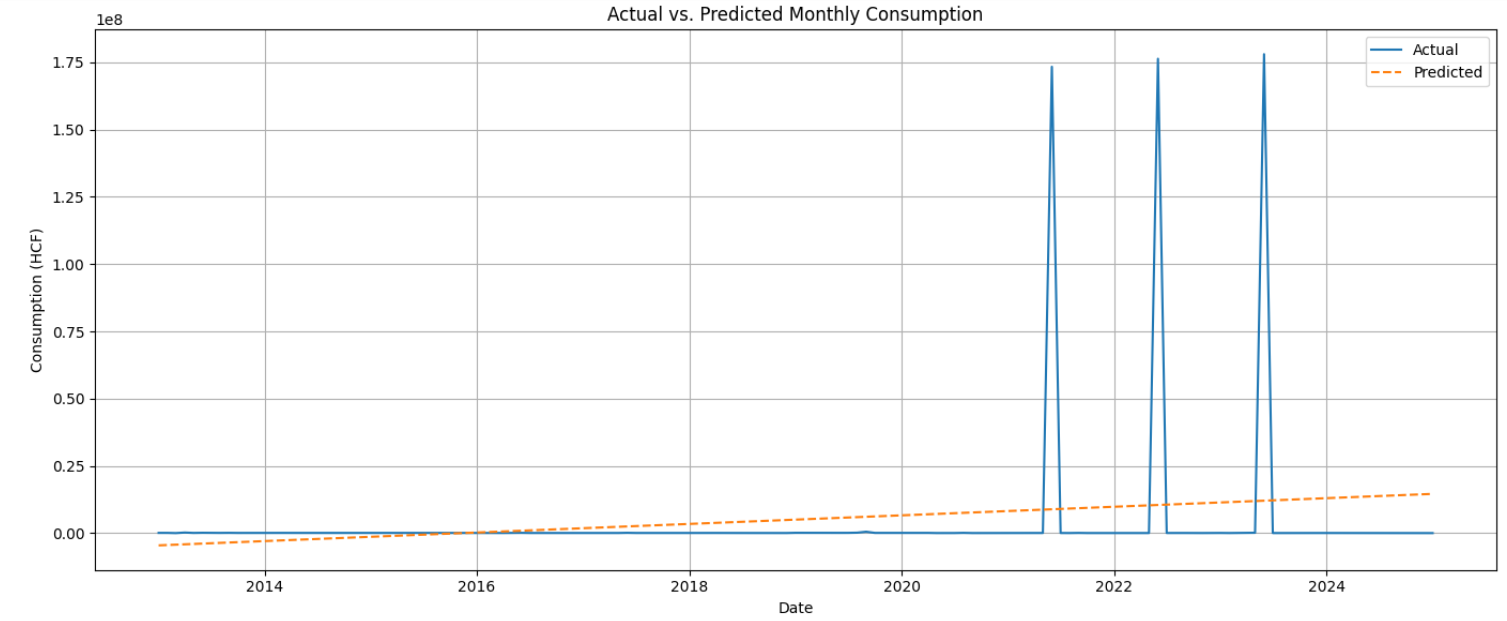 Actual vs. Predicted Monthly Consumption
1e8
Actual
Predicted
1.75
1.50
1.25
1.00
0.75
0.50
0.25
0.00
Consumption (HCF)
2014 2016 2018 2020 2022 2024
Date